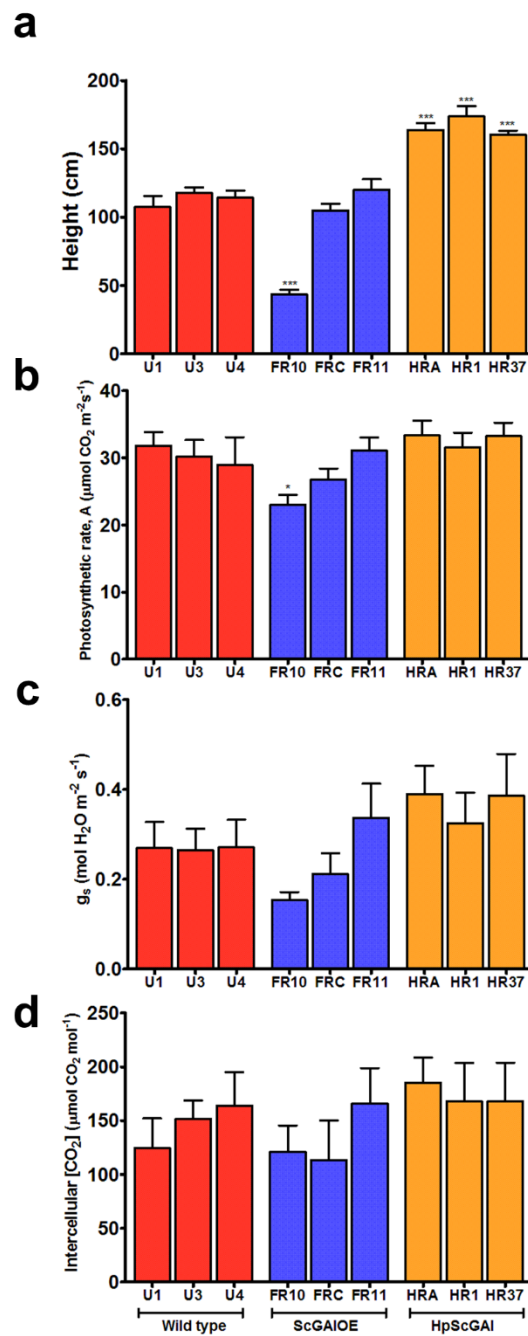 a
Height (cm)
200
150
100
50
0
***
***
***
***
U1 U3 U4 FR10 FRC FR11 HRA HR1 HR37
b
Photosynthetic rate, A (μmol CO₂ m⁻²s⁻¹)
40
30
20
10
0
*
U1 U3 U4 FR10 FRC FR11 HRA HR1 HR37
c
gₛ (mol H₂O m⁻² s⁻¹)
0.6
0.4
0.2
0.0
U1 U3 U4 FR10 FRC FR11 HRA HR1 HR37
d
Intercellular [CO₂] (μmol CO₂ mol⁻¹)
250
200
150
100
50
0
U1 U3 U4 FR10 FRC FR11 HRA HR1 HR37
Wild type ScGAIOE HpScGAI